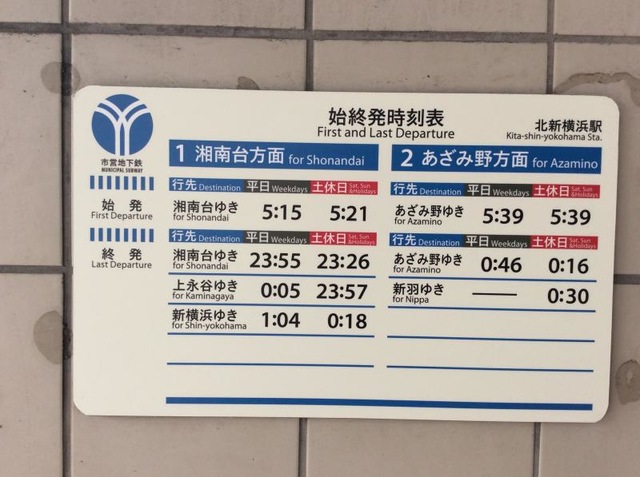 始終発時刻表
First and Last Departure
北新横浜駅
Kita-shin-yokohama Sta.
市営地下鉄
MUNICIPAL SUBWAY
始発
First Departure
終発
Last Departure
1 湘南台方面 for Shonandai
行先 Destination 平日 Weekdays 土休日 Sat. Sun &Holidays
湘南台ゆき 5:15 5:21
for Shonandai
行先 Destination 平日 Weekdays 土休日 Sat. Sun &Holidays
湘南台ゆき 23:55 23:26
for Shonandai
上永谷ゆき 0:05 23:57
for Kaminagaya
新横浜ゆき 1:04 0:18
for Shin-yokohama
2 あざみ野方面 for Azamino
行先 Destination 平日 Weekdays 土休日 Sat. Sun &Holidays
あざみ野ゆき 5:39 5:39
for Azamino
行先 Destination 平日 Weekdays 土休日 Sat. Sun &Holidays
あざみ野ゆき 0:46 0:16
for Azamino
新羽ゆき — 0:30
for Nippa